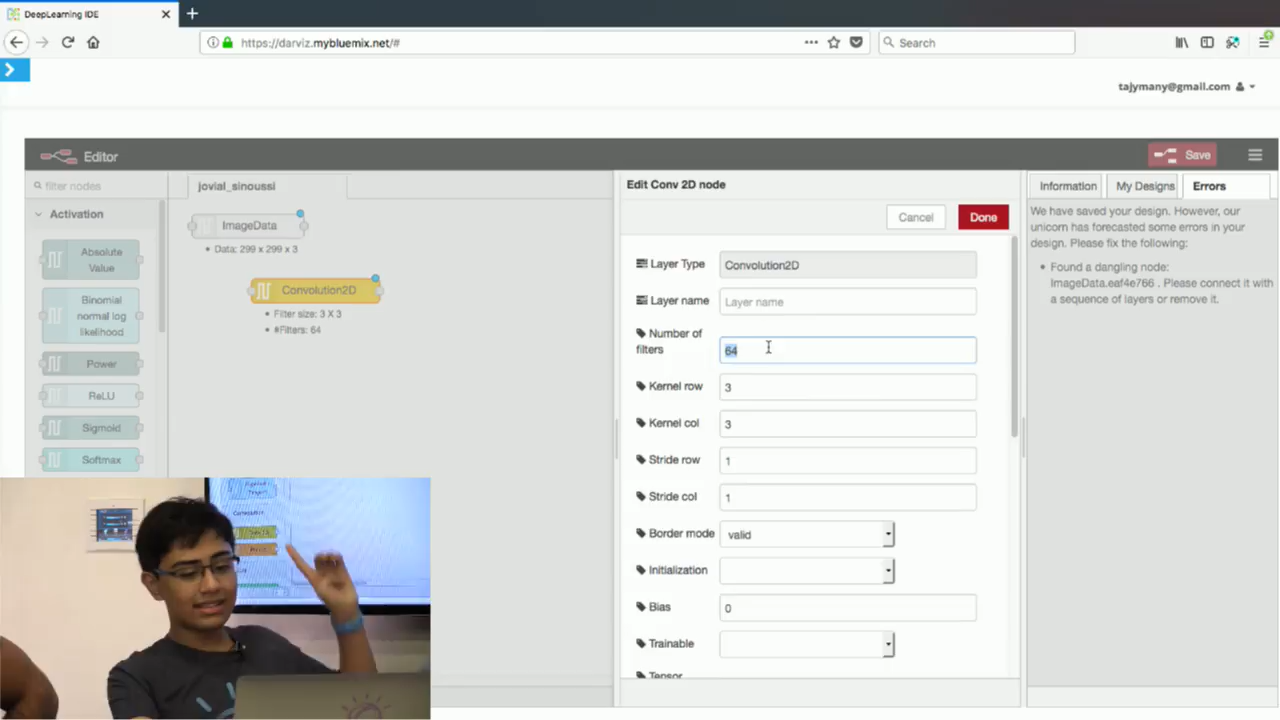 DeepLearning IDE
https://darviz.mybluemix.net/#
Search
tajymany@gmail.com
Editor
Save
filter nodes
jovial_sinoussi
Edit Conv 2D node
Information
My Designs
Errors
Activation
ImageData
Data: 299 x 299 x 3
Cancel
Done
We have saved your design. However, our
unicorn has forecasted some errors in your
design. Please fix the following:
Absolute
Value
Layer Type
Convolution2D
Found a dangling node:
ImageData.eaf4e766 . Please connect it with
a sequence of layers or remove it.
Convolution2D
Filter size: 3 X 3
#Filters: 64
Binomial
normal log
likelihood
Layer name
Layer name
Number of
filters
64
Power
Kernel row
3
ReLU
Kernel col
3
Sigmoid
Stride row
1
Softmax
Stride col
1
Border mode
valid
Initialization
Bias
0
Trainable
Tensor